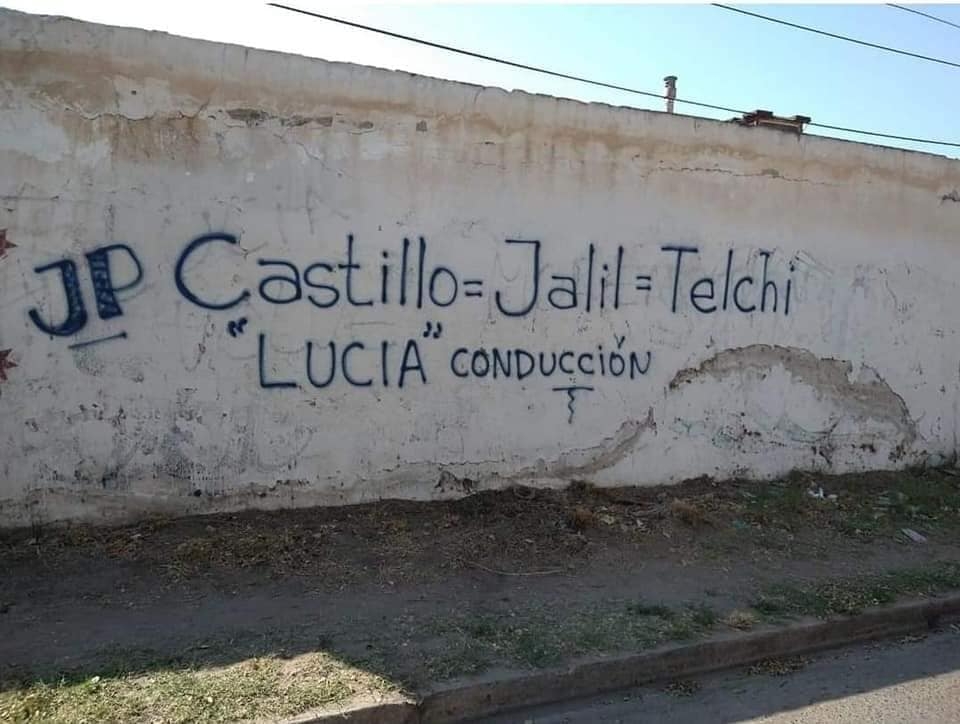 JP Castillo = Jalil = Telchi
"LUCIA" CONDUCCIÓN